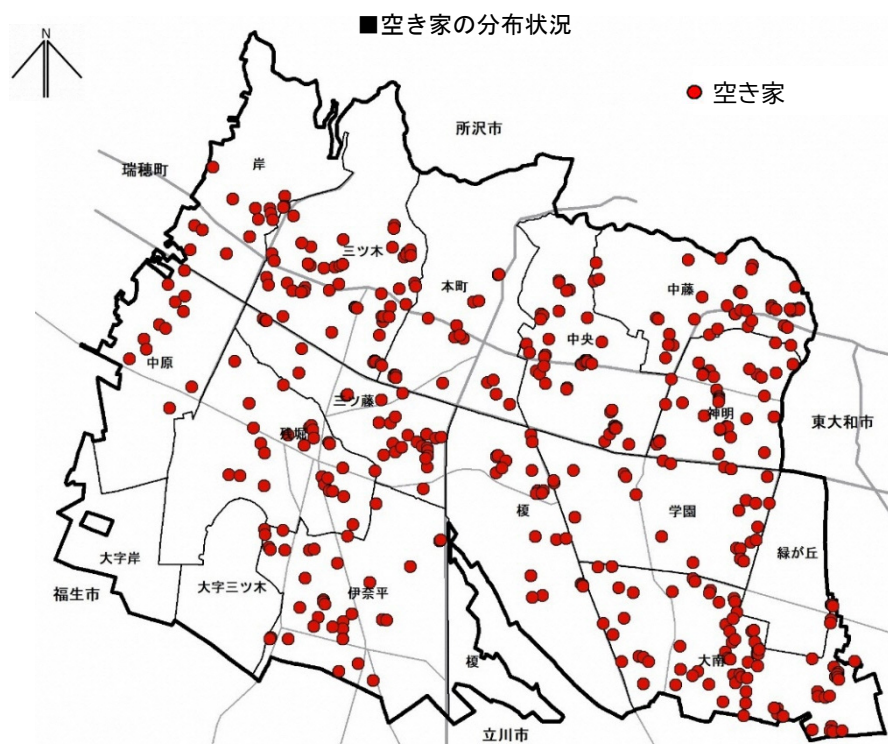 ■空き家の分布状況
N
空き家
所沢市
岸
瑞穂町
三ツ木
本町
中藤
中央
中原
三ツ藤
神明
東大和市
残堀
榎
学園
緑が丘
大字岸
大字三ツ木
伊奈平
福生市
榎
大南
立川市